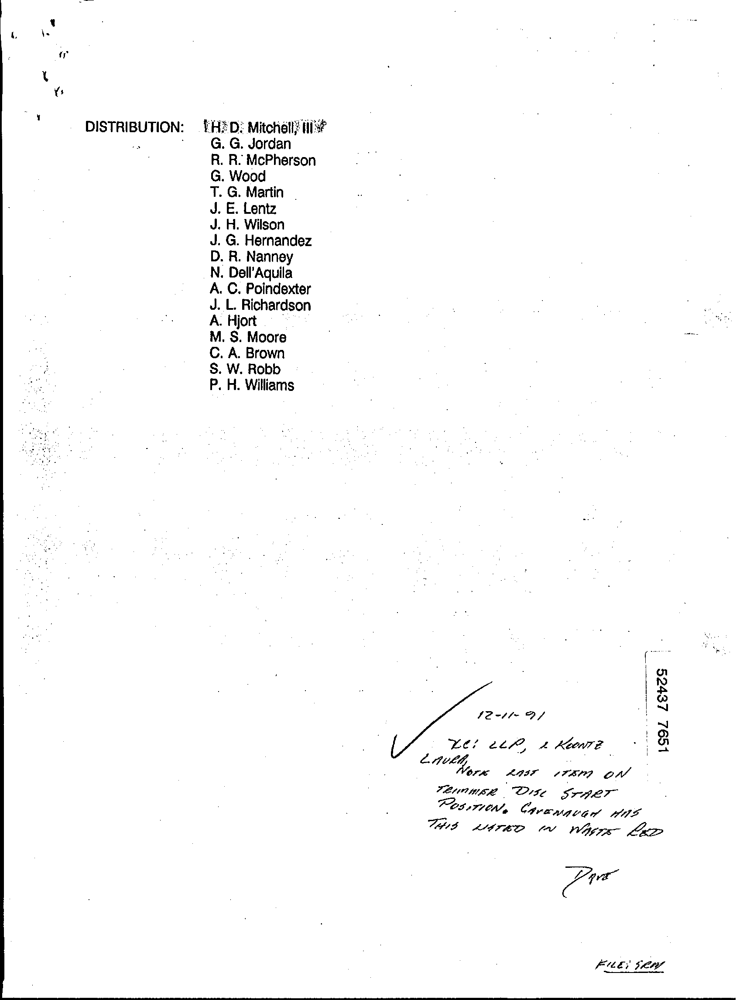 DISTRIBUTION: H. D. Mitchell, III
G. G. Jordan
R. R. McPherson
G. Wood
T. G. Martin
J. E. Lentz
J. H. Wilson
J. G. Hernandez
D. R. Nanney
N. Dell'Aquila
A. C. Poindexter
J. L. Richardson
A. Hjort
M. S. Moore
C. A. Brown
S. W. Robb
P. H. Williams
52437 7651
12-11-91
LLP, L KOONTZ
LAURA,
NOTE LAST ITEM ON
TRIMMER DISC START
POSITION. CAVENAUGH HAS
THIS LISTED IN WASTE RED
DAVE
FILE: SRW